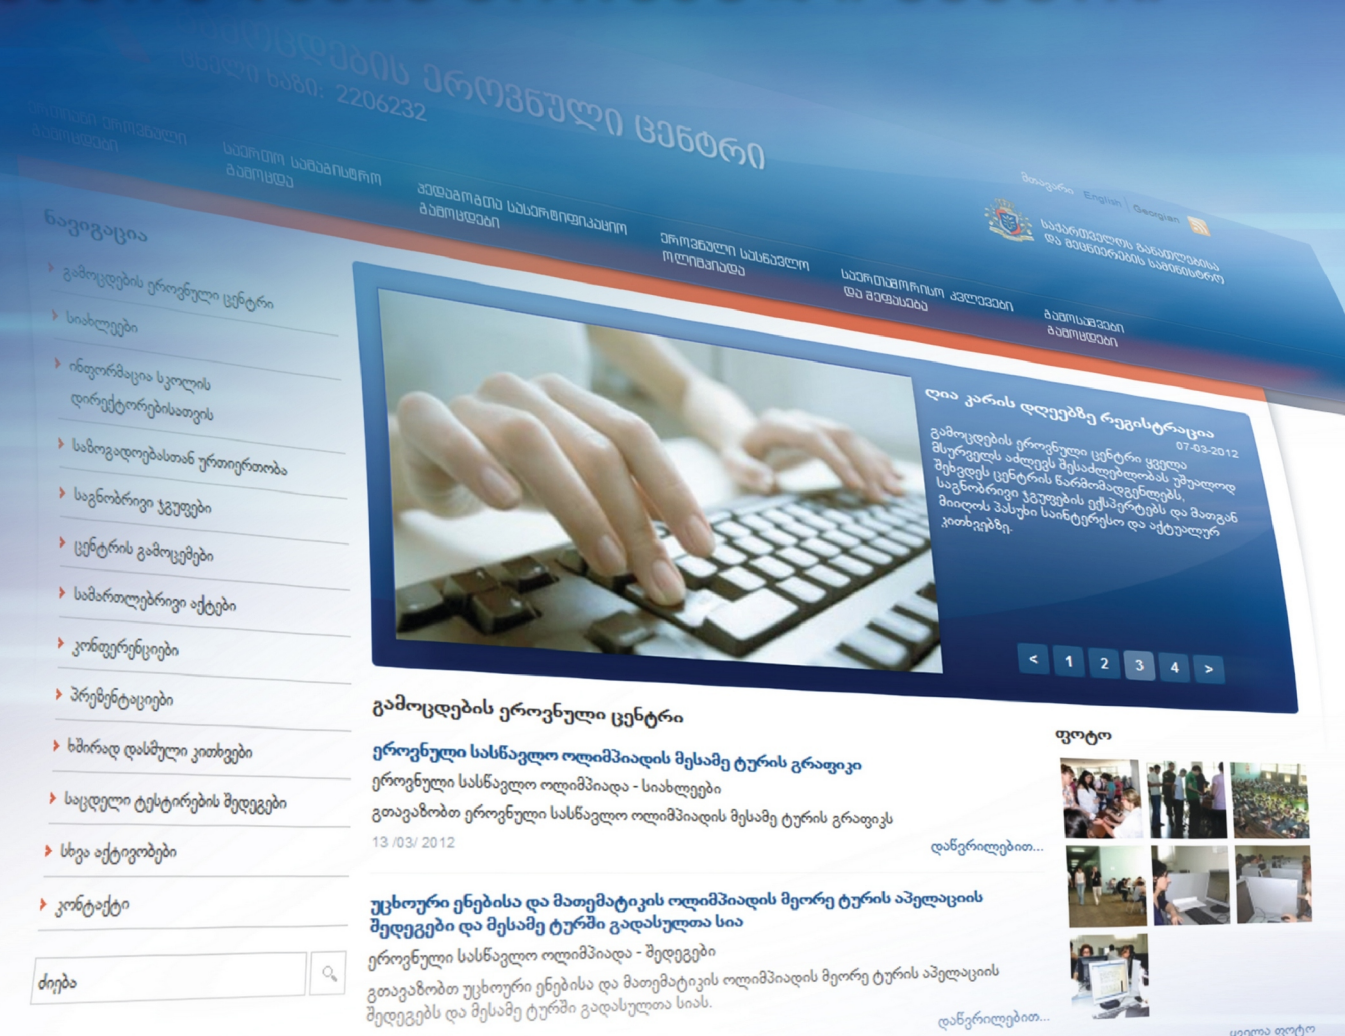 გამოცდების ეროვნული ცენტრი
ცხელი ხაზი: 2206232
მთავარი English | Georgian
საქართველოს განათლებისა
და მეცნიერების სამინისტრო
ერთიანი ეროვნული
გამოცდები
საერთო სამაგისტრო
გამოცდა
პედაგოგთა სასერტიფიკაციო
გამოცდები
ეროვნული სასწავლო
ოლიმპიადა
საერთაშორისო კვლევები
და შეფასება
გამოსაშვები
გამოცდები
ნავიგაცია
გამოცდების ეროვნული ცენტრი
სიახლეები
ინფორმაცია სკოლის
დირექტორებისათვის
საზოგადოებასთან ურთიერთობა
საგნობრივი ჯგუფები
ცენტრის გამოცემები
სამართლებრივი აქტები
კონფერენციები
პრეზენტაციები
ხშირად დასმული კითხვები
საცდელი ტესტირების შედეგები
სხვა აქტივობები
კონტაქტი
ძიება
ღია კარის დღეებზე რეგისტრაცია
07-03-2012
გამოცდების ეროვნული ცენტრი ყველა
მსურველს აძლევს შესაძლებლობას უშუალოდ
შეხვდეს ცენტრის წარმომადგენლებს,
საგნობრივი ჯგუფების ექსპერტებს და მათგან
მიიღოს პასუხი საინტერესო და აქტუალურ
კითხვებზე.
< 1 2 3 4 >
გამოცდების ეროვნული ცენტრი
ეროვნული სასწავლო ოლიმპიადის მესამე ტურის გრაფიკი
ეროვნული სასწავლო ოლიმპიადა - სიახლეები
გთავაზობთ ეროვნული სასწავლო ოლიმპიადის მესამე ტურის გრაფიკს
13 /03/ 2012
დაწვრილებით...
უცხოური ენებისა და მათემატიკის ოლიმპიადის მეორე ტურის აპელაციის
შედეგები და მესამე ტურში გადასულთა სია
ეროვნული სასწავლო ოლიმპიადა - შედეგები
გთავაზობთ უცხოური ენებისა და მათემატიკის ოლიმპიადის მეორე ტურის აპელაციის
შედეგებს და მესამე ტურში გადასულთა სიას.
დაწვრილებით...
ფოტო
ყველა ფოტო